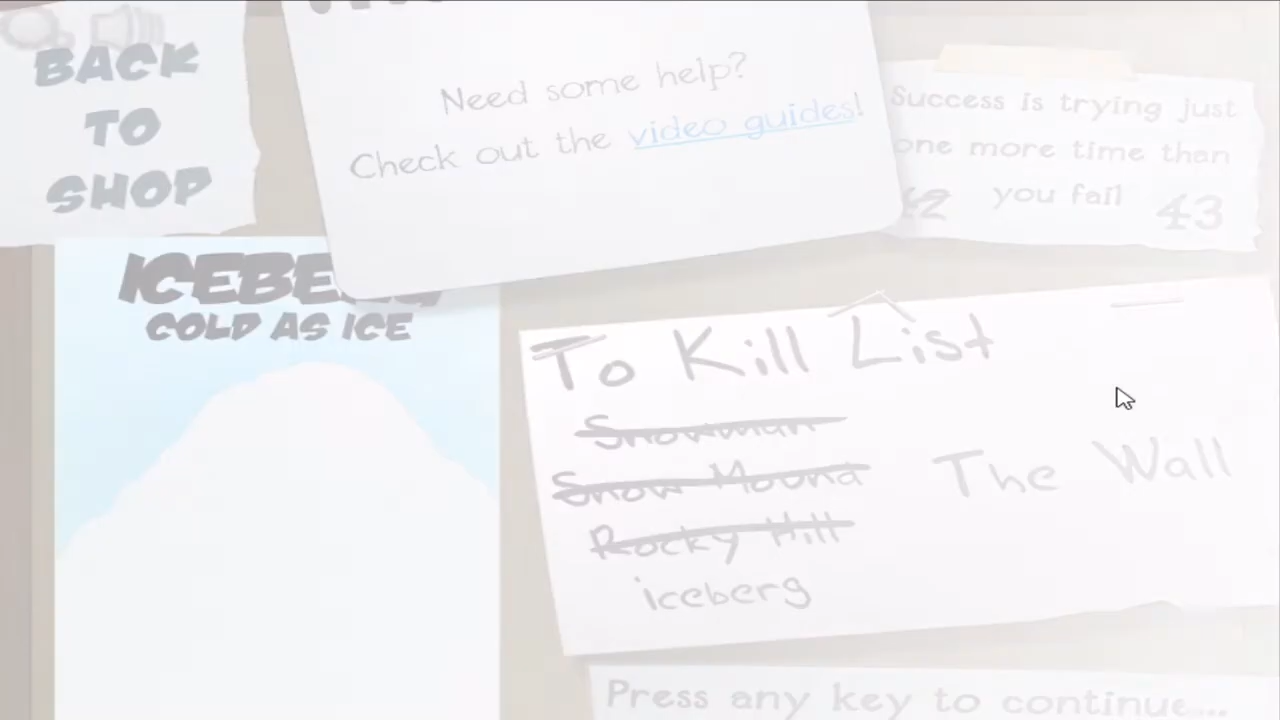 BACK
TO
SHOP
Need some help?
Check out the video guides!
Success is trying just
one more time than
you fail 43
ICEBERG
COLD AS ICE
To Kill List
Snowman
Snow Mound
Rocky Hill
iceberg
The Wall
Press any key to continue...